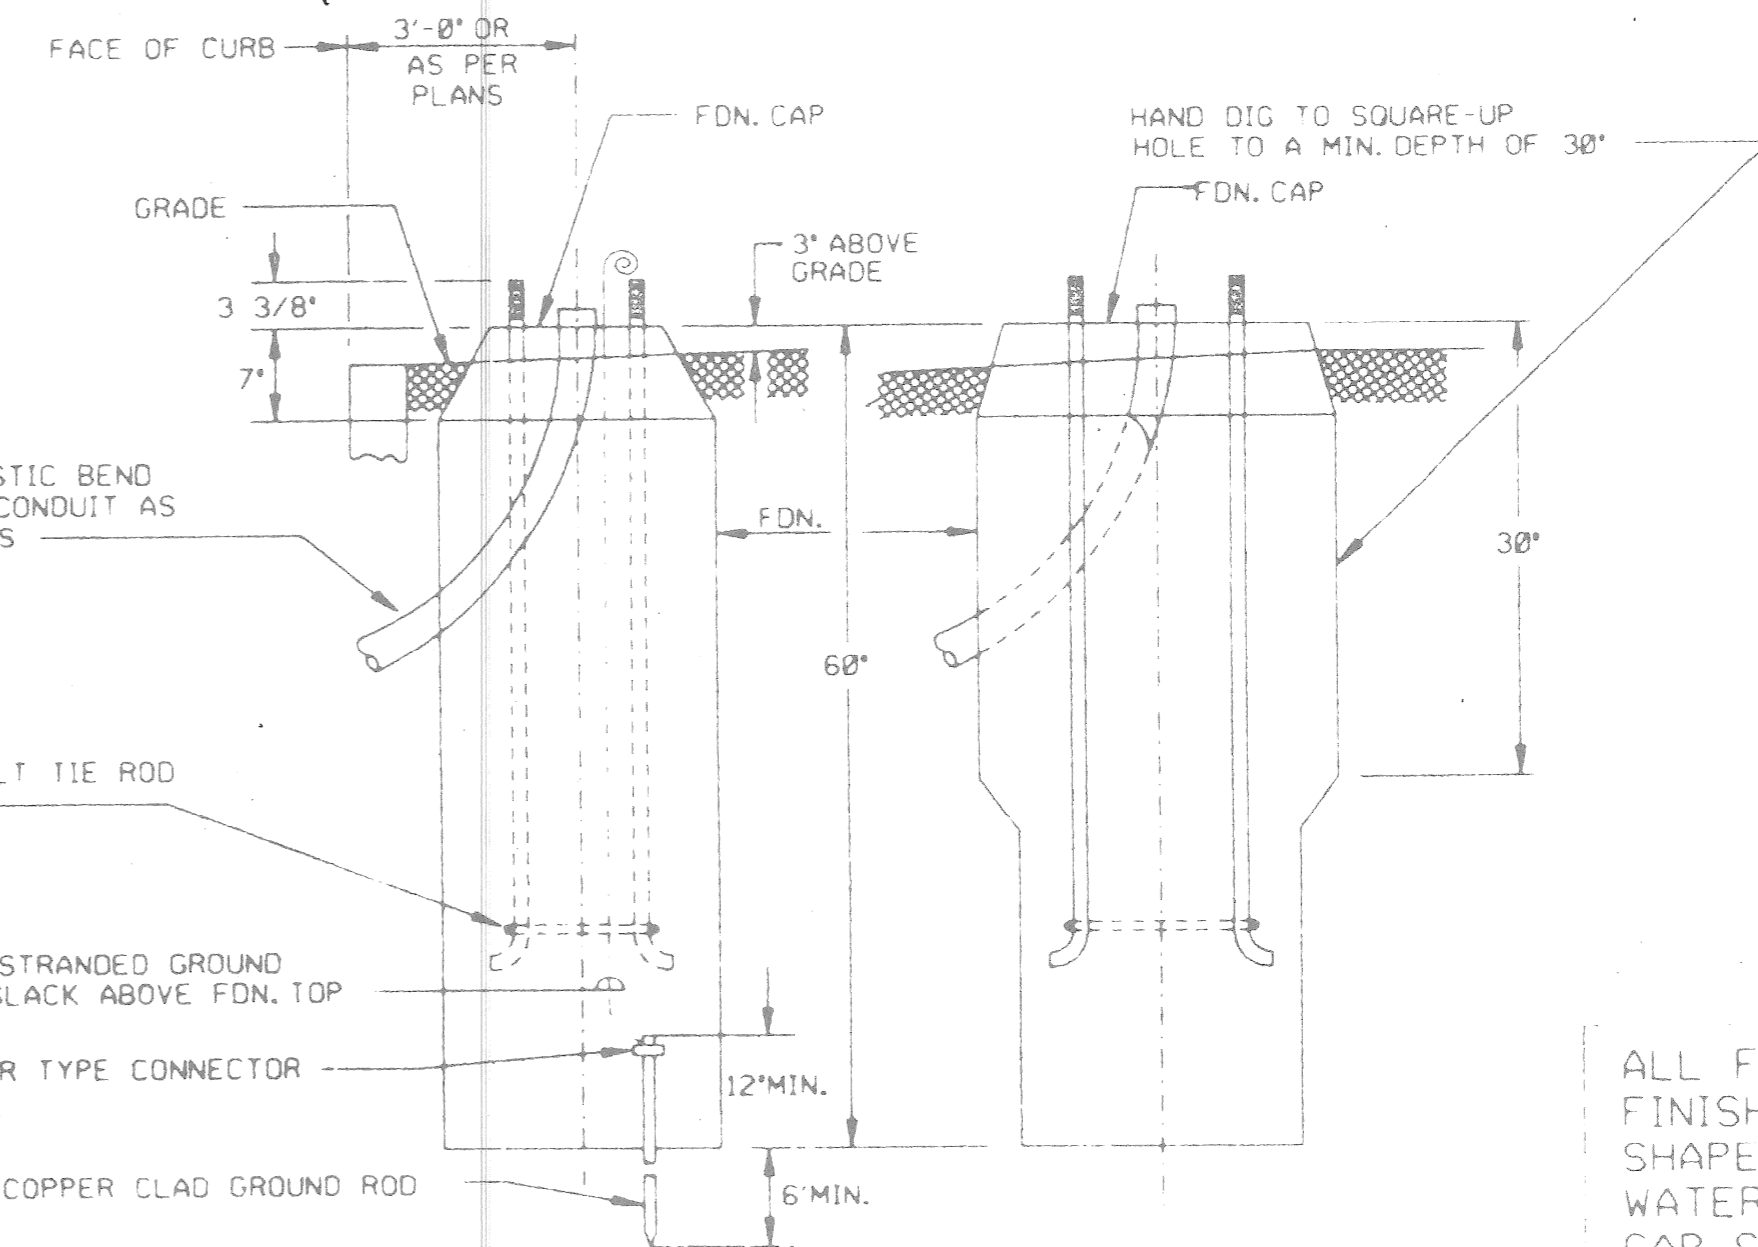 FACE OF CURB
3'-0" OR
AS PER
PLANS
FDN. CAP
HAND DIG TO SQUARE-UP
HOLE TO A MIN. DEPTH OF 30"
FDN. CAP
GRADE
3" ABOVE
GRADE
3 3/8"
7"
STIC BEND
CONDUIT AS
S
FDN.
30"
60"
LT TIE ROD
STRANDED GROUND
SLACK ABOVE FDN. TOP
R TYPE CONNECTOR
12"MIN.
COPPER CLAD GROUND ROD
6'MIN.
ALL F
FINISH
SHAPE
WATER
CAP S